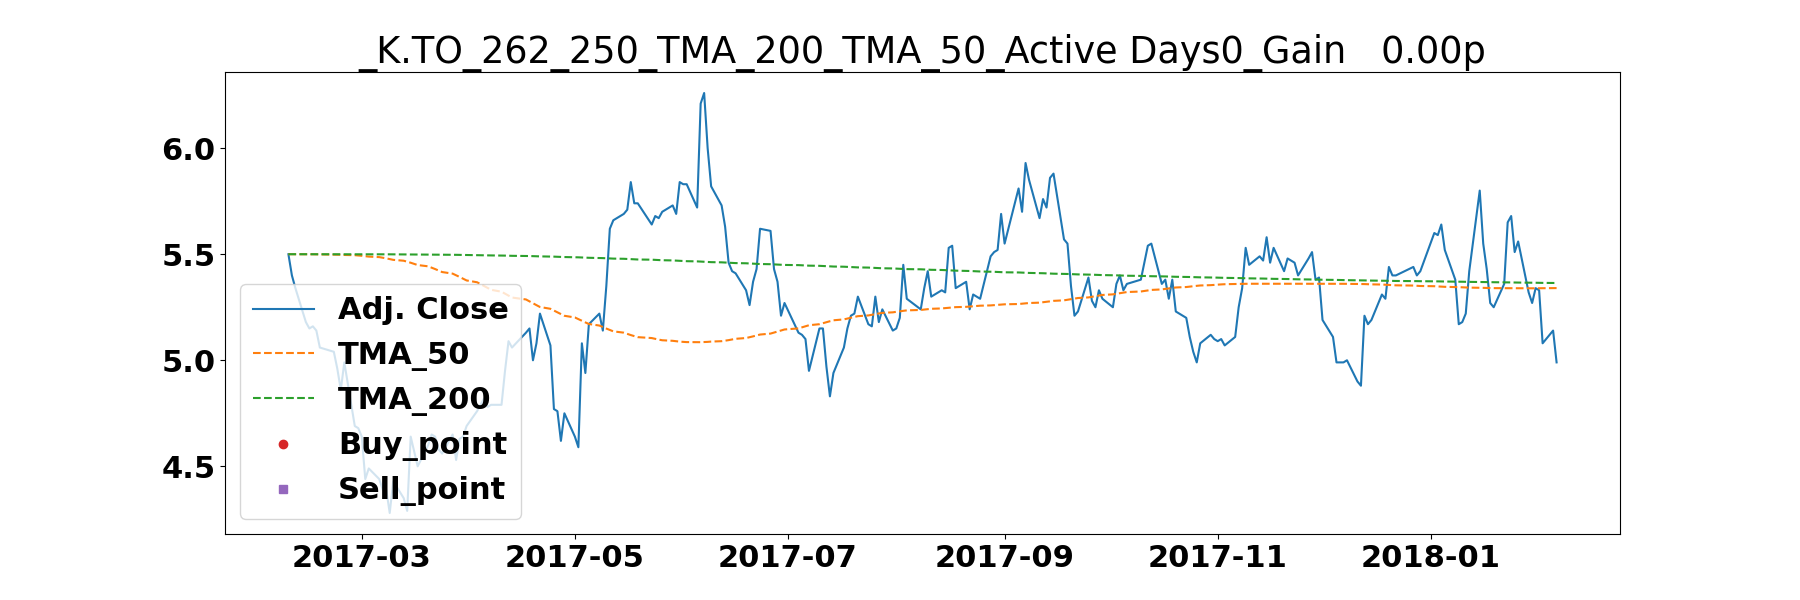 _K.TO_262_250_TMA_200_TMA_50_Active Days0_Gain   0.00p
6.0
5.5
5.0
4.5
Adj. Close
TMA_50
TMA_200
Buy_point
Sell_point
2017-03 2017-05 2017-07 2017-09 2017-11 2018-01